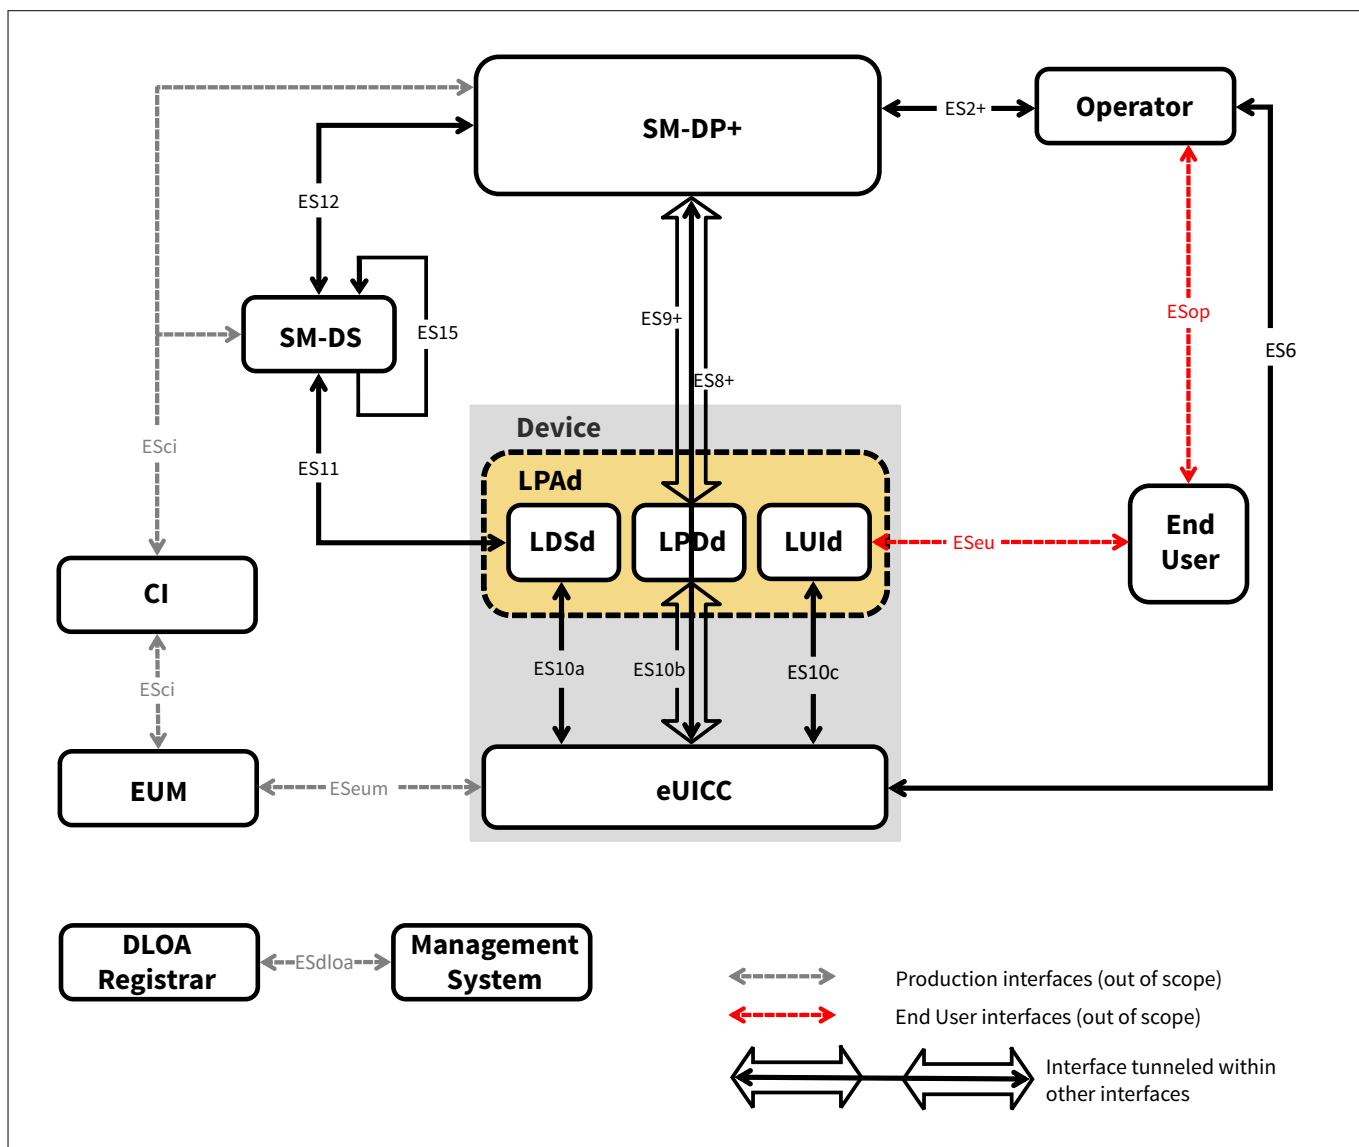 SM-DP+
ES2+
Operator
ES12
ES9+
ES8+
ESop
SM-DS
ES15
ES6
ESci
ES11
Device
LPAd
LDSd
LPDd
LUId
ESeu
End
User
CI
ESci
ES10a
ES10b
ES10c
EUM
ESeum
eUICC
DLOA
Registrar
ESdloa
Management
System
Production interfaces (out of scope)
End User interfaces (out of scope)
Interface tunneled within
other interfaces